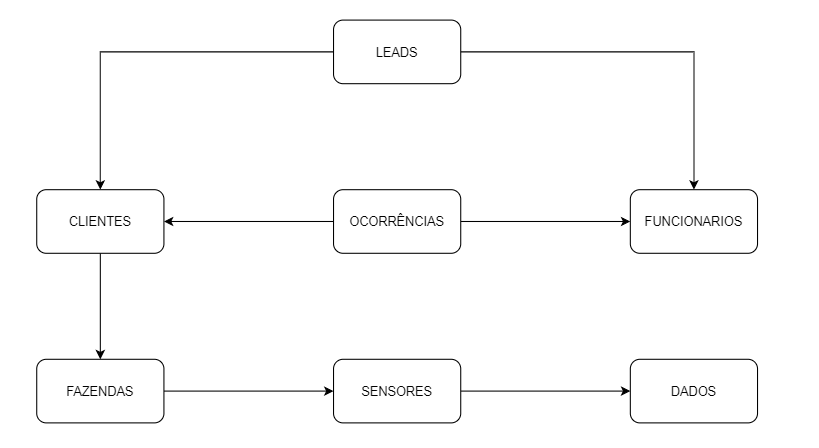 LEADS
CLIENTES
OCORRÊNCIAS
FUNCIONARIOS
FAZENDAS
SENSORES
DADOS